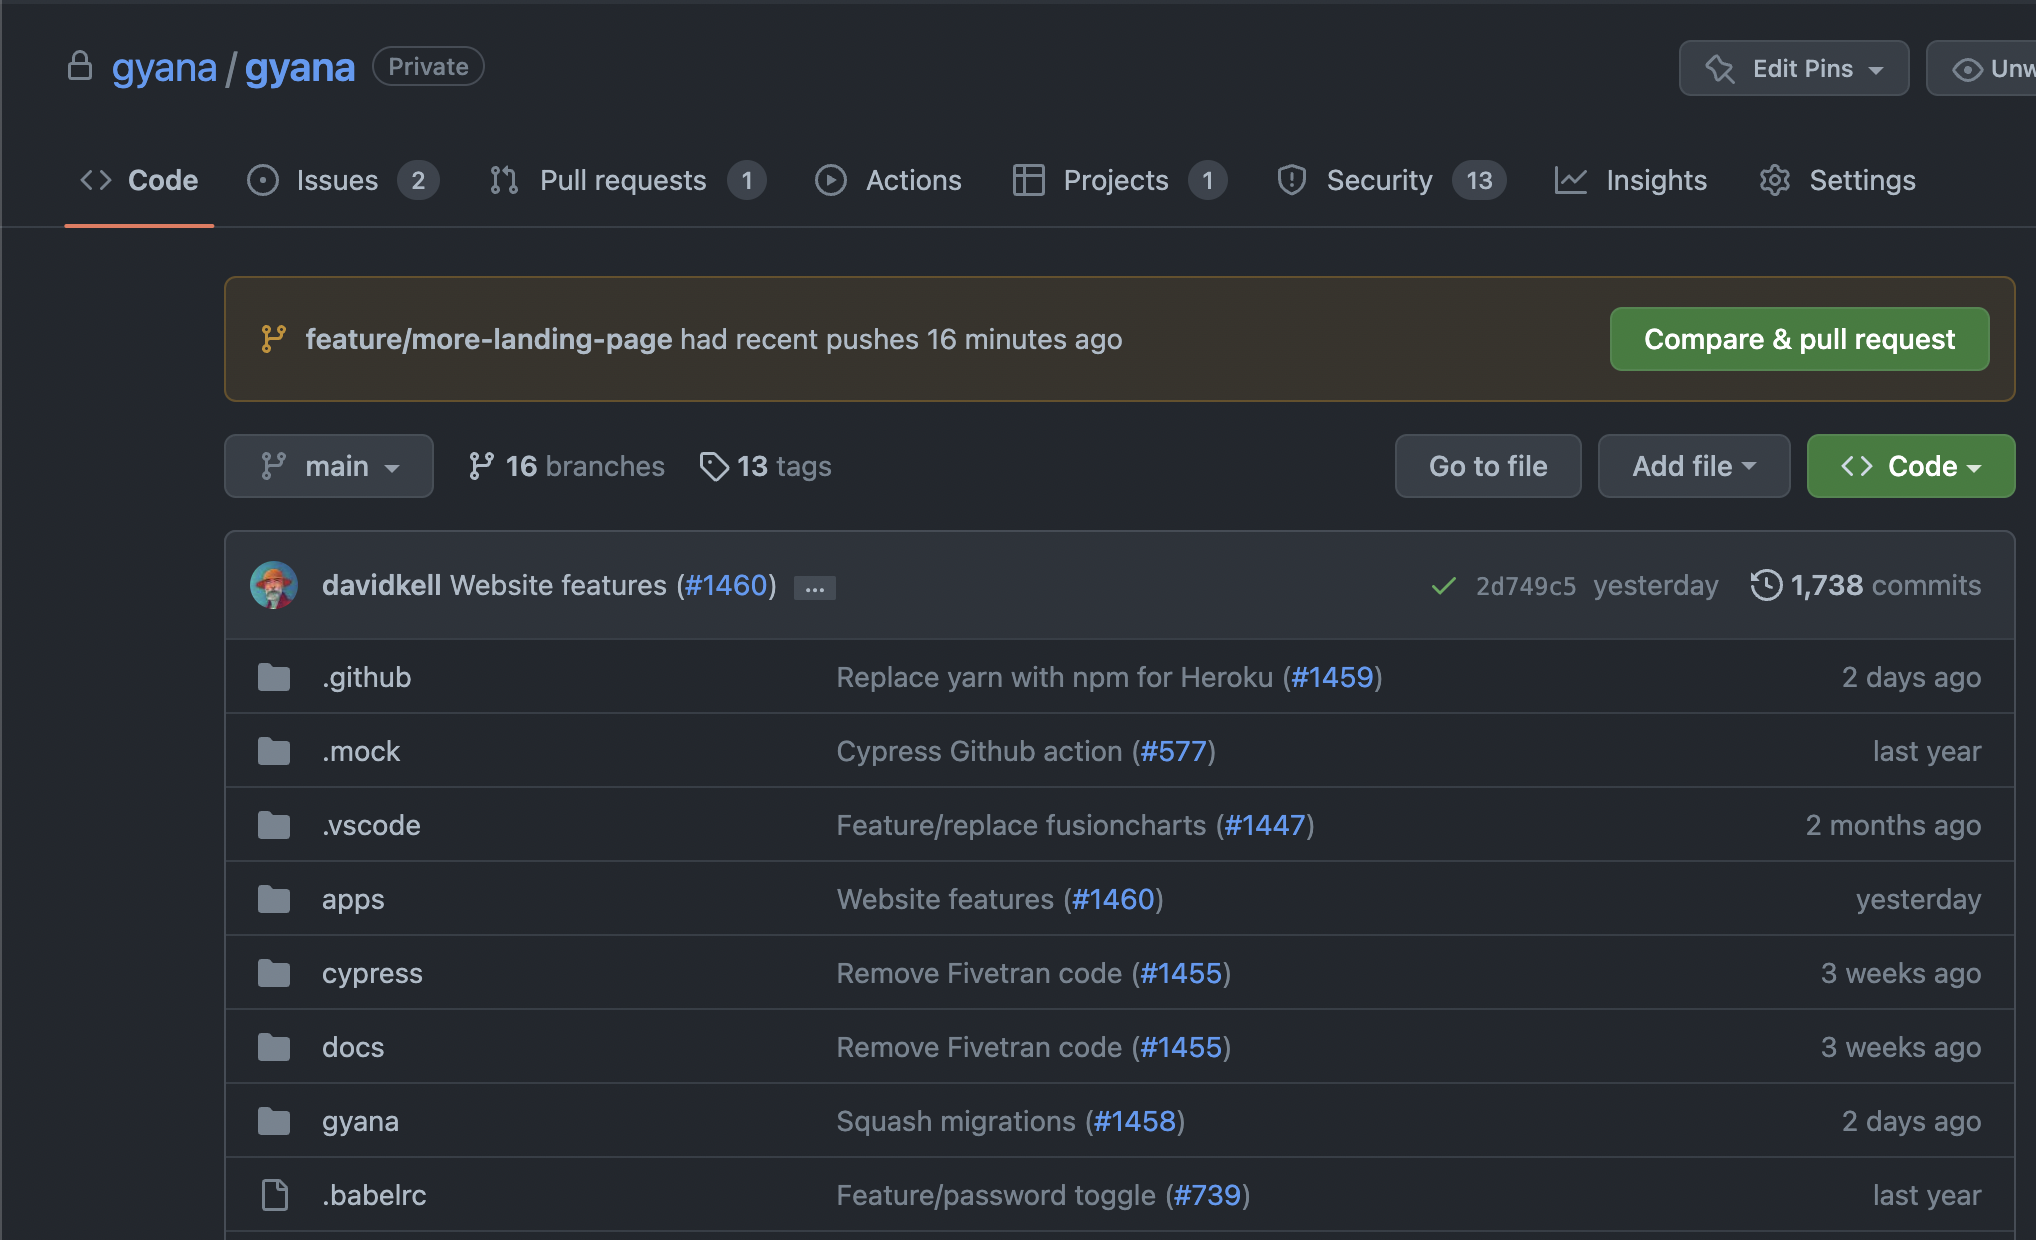 gyana / gyana Private Edit Pins Unw
Code Issues 2 Pull requests 1 Actions Projects 1 Security 13 Insights Settings
feature/more-landing-page had recent pushes 16 minutes ago Compare & pull request
main 16 branches 13 tags Go to file Add file Code
davidkell Website features (#1460) ... 2d749c5 yesterday 1,738 commits
.github Replace yarn with npm for Heroku (#1459) 2 days ago
.mock Cypress Github action (#577) last year
.vscode Feature/replace fusioncharts (#1447) 2 months ago
apps Website features (#1460) yesterday
cypress Remove Fivetran code (#1455) 3 weeks ago
docs Remove Fivetran code (#1455) 3 weeks ago
gyana Squash migrations (#1458) 2 days ago
.babelrc Feature/password toggle (#739) last year